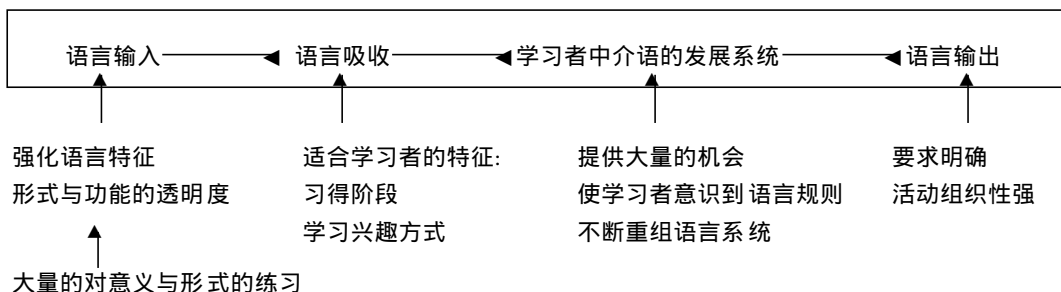 语言输入 语言吸收 学习者中介语的发展系统 语言输出
强化语言特征 适合学习者的特征: 提供大量的机会 要求明确
形式与功能的透明度 习得阶段 使学习者意识到语言规则 活动组织性强
学习兴趣方式 不断重组语言系统
大量的对意义与形式的练习